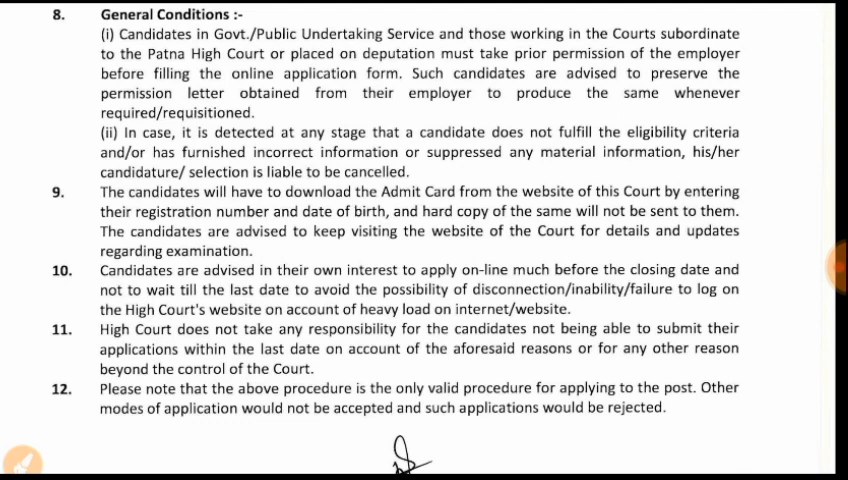 8. General Conditions :-
(i) Candidates in Govt./Public Undertaking Service and those working in the Courts subordinate
to the Patna High Court or placed on deputation must take prior permission of the employer
before filling the online application form. Such candidates are advised to preserve the
permission letter obtained from their employer to produce the same whenever
required/requisitioned.
(ii) In case, it is detected at any stage that a candidate does not fulfill the eligibility criteria
and/or has furnished incorrect information or suppressed any material information, his/her
candidature/ selection is liable to be cancelled.
9. The candidates will have to download the Admit Card from the website of this Court by entering
their registration number and date of birth, and hard copy of the same will not be sent to them.
The candidates are advised to keep visiting the website of the Court for details and updates
regarding examination.
10. Candidates are advised in their own interest to apply on-line much before the closing date and
not to wait till the last date to avoid the possibility of disconnection/inability/failure to log on
the High Court's website on account of heavy load on internet/website.
11. High Court does not take any responsibility for the candidates not being able to submit their
applications within the last date on account of the aforesaid reasons or for any other reason
beyond the control of the Court.
12. Please note that the above procedure is the only valid procedure for applying to the post. Other
modes of application would not be accepted and such applications would be rejected.